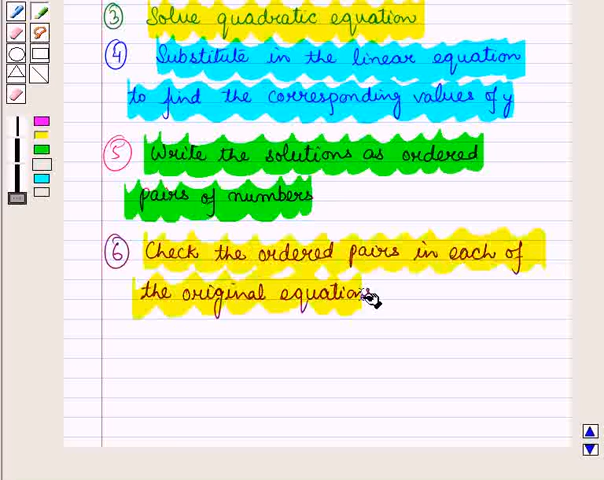 ③ Solve quadratic equation
④ Substitute in the linear equation
to find the corresponding values of y
⑤ Write the solutions as ordered
pairs of numbers
⑥ Check the ordered pairs in each of
the original equations